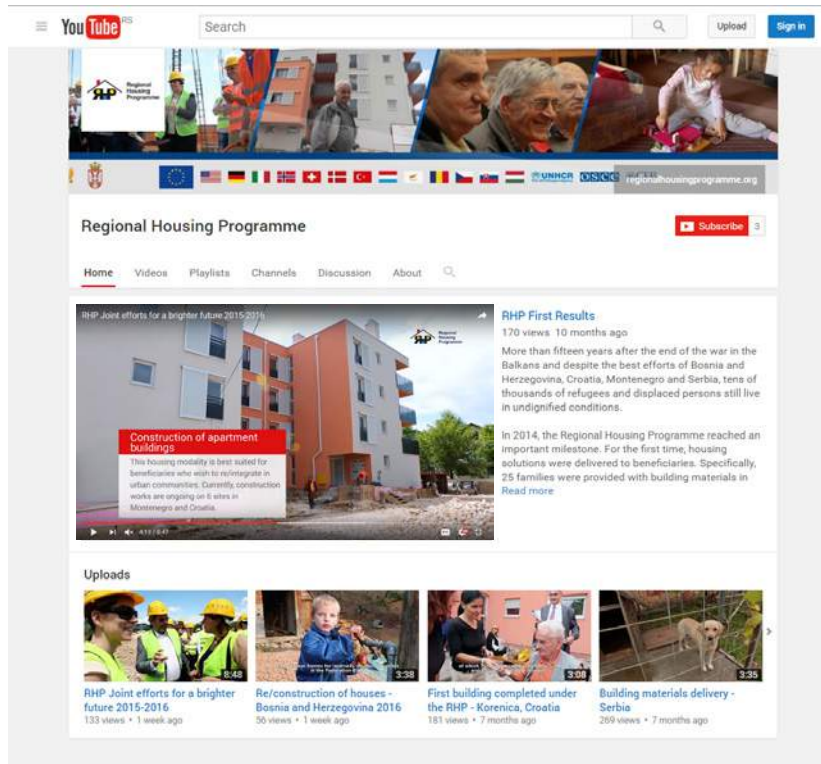 YouTube RS
Search
Upload
Sign in
RHP
Regional
Housing
Programme
UNHCR
OSCE
regionalhousingprogramme.org
Regional Housing Programme
Subscribe 3
Home Videos Playlists Channels Discussion About
RHP Joint efforts for a brighter future 2015-2016
RHP
Regional
Housing
Programme
Construction of apartment
buildings
This housing modality is best suited for
beneficiaries who wish to re/integrate in
urban communities. Currently, construction
works are ongoing on 6 sites in
Montenegro and Croatia.
RHP First Results
170 views 10 months ago
More than fifteen years after the end of the war in the
Balkans and despite the best efforts of Bosnia and
Herzegovina, Croatia, Montenegro and Serbia, tens of
thousands of refugees and displaced persons still live
in undignified conditions.
In 2014, the Regional Housing Programme reached an
important milestone. For the first time, housing
solutions were delivered to beneficiaries. Specifically,
25 families were provided with building materials in
Read more
Uploads
8:48
RHP Joint efforts for a brighter
future 2015-2016
133 views • 1 week ago
3:38
Re/construction of houses -
Bosnia and Herzegovina 2016
56 views • 1 week ago
3:08
First building completed under
the RHP - Korenica, Croatia
181 views • 7 months ago
3:35
Building materials delivery -
Serbia
269 views • 7 months ago